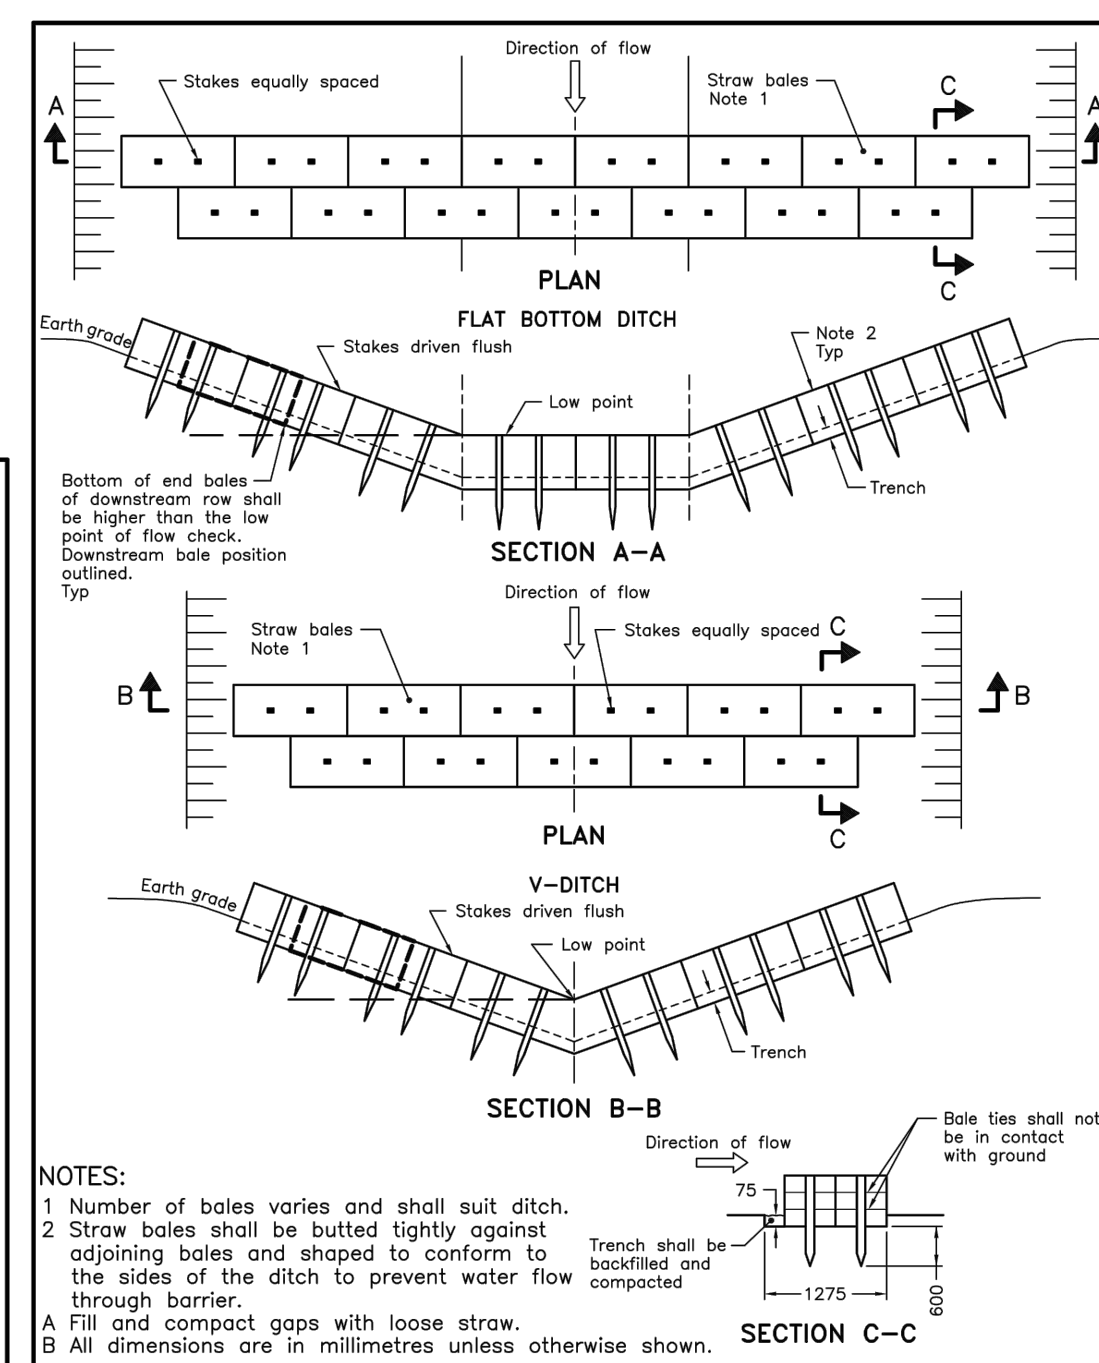 Direction of flow
Stakes equally spaced
Straw bales
Note 1
C
A
A
C
PLAN
FLAT BOTTOM DITCH
Earth grade
Stakes driven flush
Note 2
Typ
Low point
Trench
Bottom of end bales
of downstream row shall
be higher than the low
point of flow check.
Downstream bale position
outlined.
Typ
SECTION A-A
Direction of flow
Straw bales
Note 1
Stakes equally spaced
C
B
B
C
PLAN
V-DITCH
Earth grade
Stakes driven flush
Low point
Trench
SECTION B-B
Direction of flow
Bale ties shall not
be in contact
with ground
75
Trench shall be
backfilled and
compacted
1275
600
SECTION C-C
NOTES:
1 Number of bales varies and shall suit ditch.
2 Straw bales shall be butted tightly against
adjoining bales and shaped to conform to
the sides of the ditch to prevent water flow
through barrier.
A Fill and compact gaps with loose straw.
B All dimensions are in millimetres unless otherwise shown.